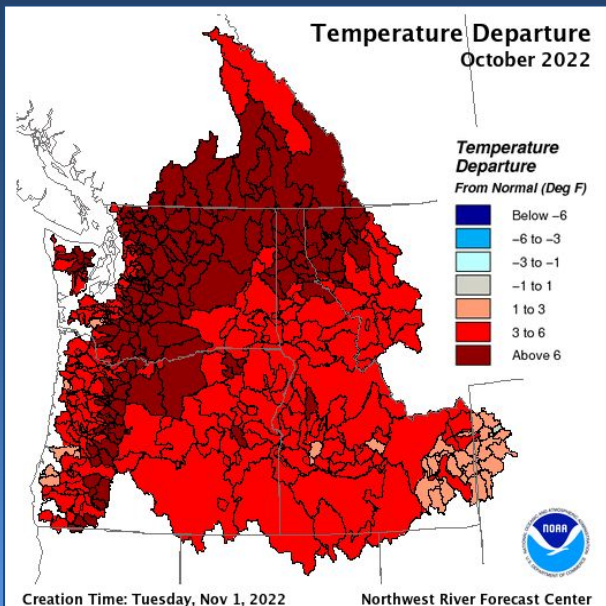 Temperature Departure
October 2022
Temperature
Departure
From Normal (Deg F)
Below -6
-6 to -3
-3 to -1
-1 to 1
1 to 3
3 to 6
Above 6
NOAA
Creation Time: Tuesday, Nov 1, 2022
Northwest River Forecast Center